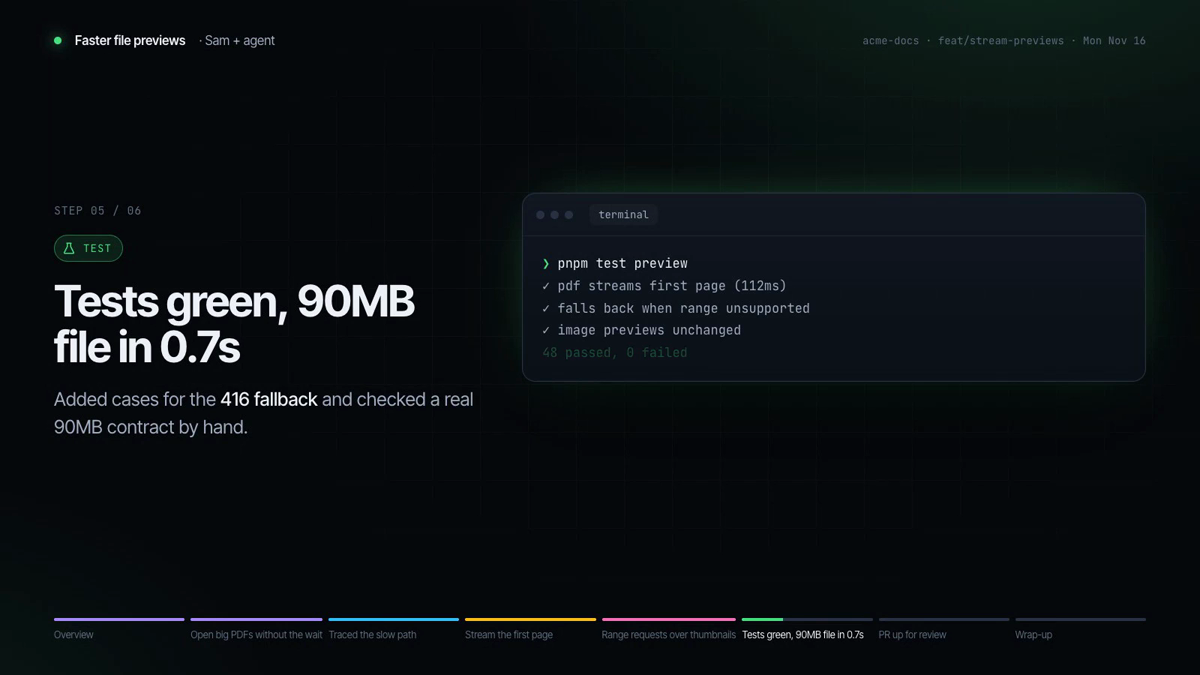 Faster file previews · Sam + agent
acme-docs · feat/stream-previews · Mon Nov 16
STEP 05 / 06
TEST
Tests green, 90MB
file in 0.7s
Added cases for the 416 fallback and checked a real
90MB contract by hand.
terminal
❯ pnpm test preview
✓ pdf streams first page (112ms)
✓ falls back when range unsupported
✓ image previews unchanged
48 passed, 0 failed
Overview
Open big PDFs without the wait
Traced the slow path
Stream the first page
Range requests over thumbnails
Tests green, 90MB file in 0.7s
PR up for review
Wrap-up